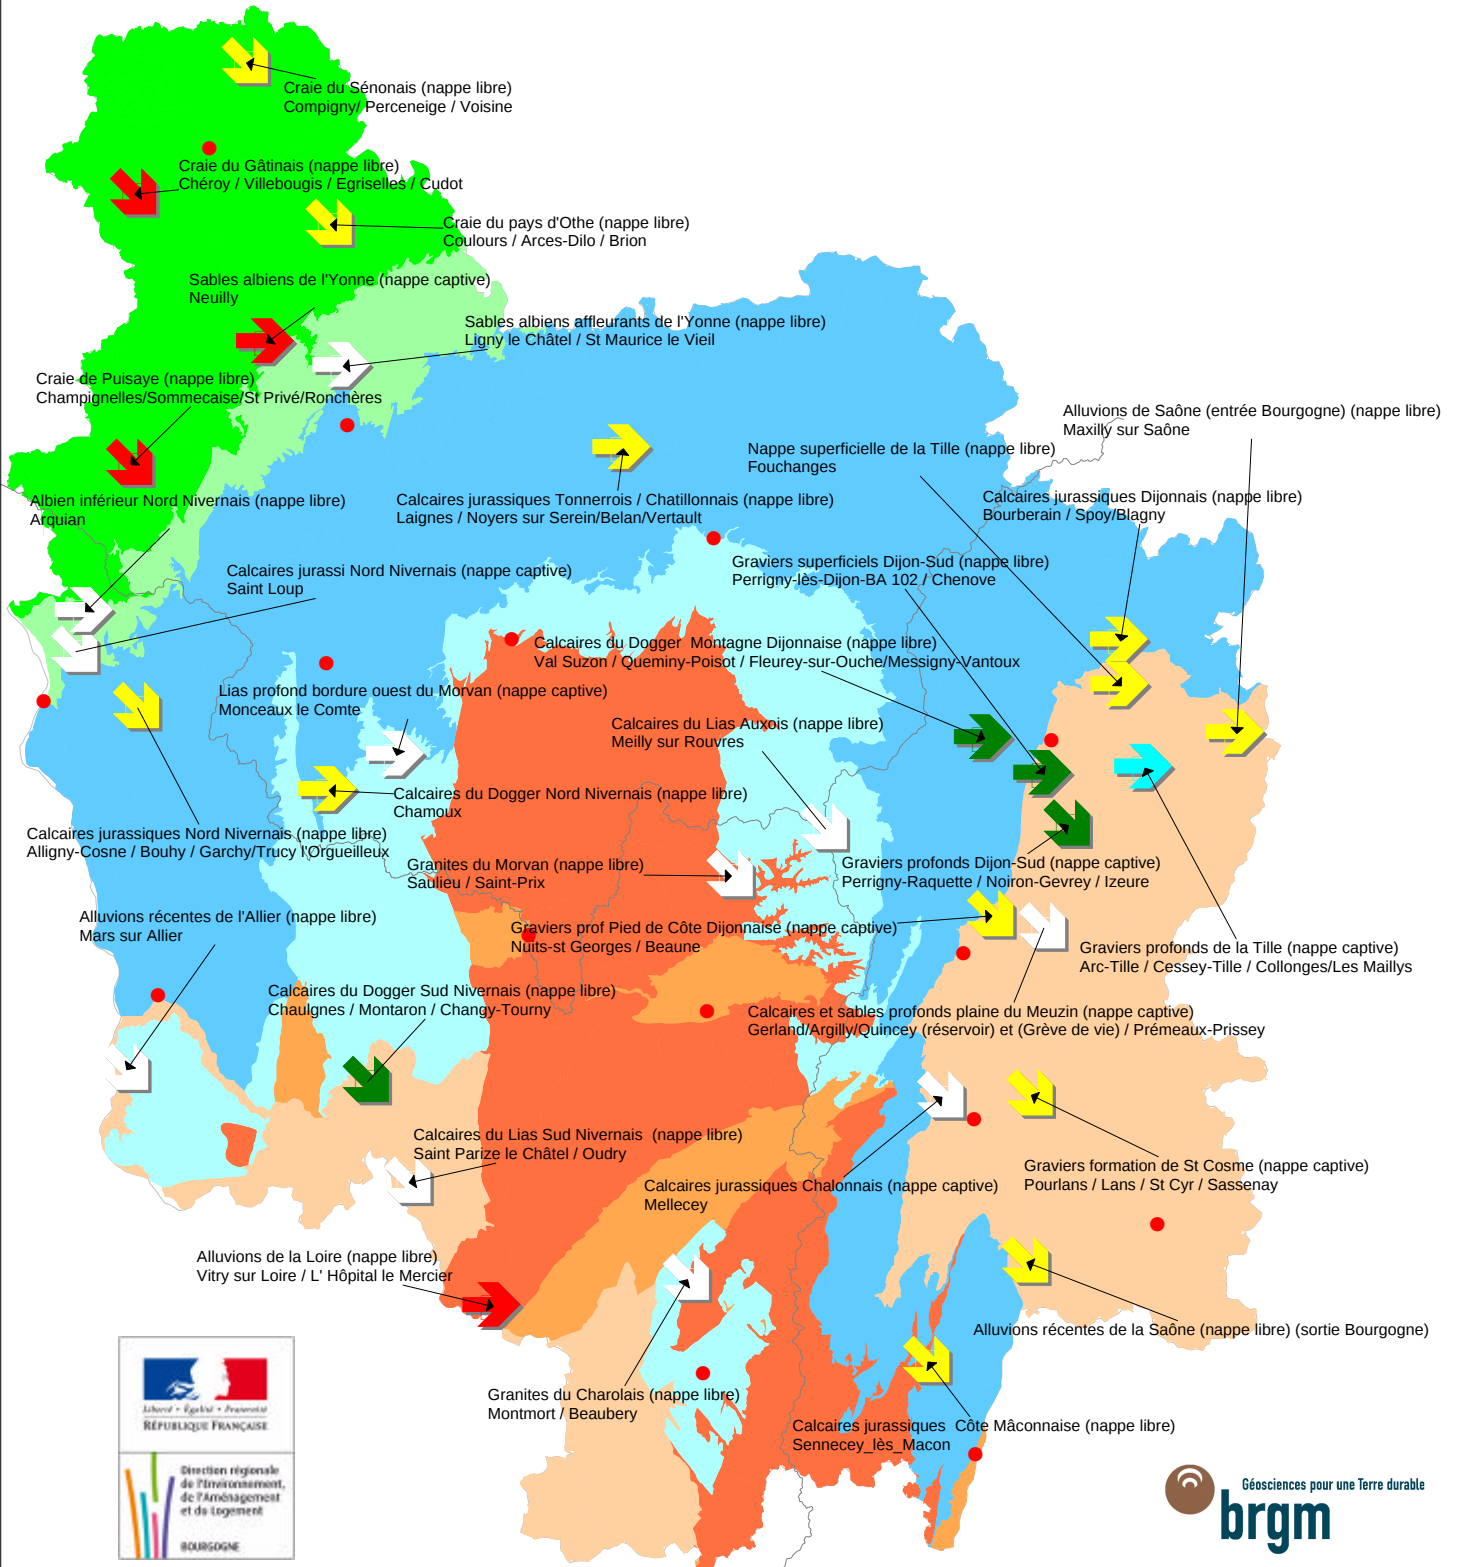 Craie du Sénonais (nappe libre)
Compigny/ Perceneige / Voisine
Craie du Gâtinais (nappe libre)
Chéroy / Villebougis / Egriselles / Cudot
Craie du pays d'Othe (nappe libre)
Coulours / Arces-Dilo / Brion
Sables albiens de l'Yonne (nappe captive)
Neuilly
Sables albiens affleurants de l'Yonne (nappe libre)
Ligny le Châtel / St Maurice le Vieil
Craie de Puisaye (nappe libre)
Champignelles/Sommecaise/St Privé/Ronchères
Alluvions de Saône (entrée Bourgogne) (nappe libre)
Maxilly sur Saône
Nappe superficielle de la Tille (nappe libre)
Fouchanges
Albien inférieur Nord Nivernais (nappe libre)
Arquian
Calcaires jurassiques Tonnerrois / Chatillonnais (nappe libre)
Laignes / Noyers sur Serein/Belan/Vertault
Calcaires jurassiques Dijonnais (nappe libre)
Bourberain / Spoy/Blagny
Calcaires jurassi Nord Nivernais (nappe captive)
Saint Loup
Graviers superficiels Dijon-Sud (nappe libre)
Perrigny-lès-Dijon-BA 102 / Chenove
Calcaires du Dogger  Montagne Dijonnaise (nappe libre)
Val Suzon / Queminy-Poisot / Fleurey-sur-Ouche/Messigny-Vantoux
Lias profond bordure ouest du Morvan (nappe captive)
Monceaux le Comte
Calcaires du Lias Auxois (nappe libre)
Meilly sur Rouvres
Calcaires du Dogger Nord Nivernais (nappe libre)
Chamoux
Calcaires jurassiques Nord Nivernais (nappe libre)
Alligny-Cosne / Bouhy / Garchy/Trucy l'Orgueilleux
Granites du Morvan (nappe libre)
Saulieu / Saint-Prix
Graviers profonds Dijon-Sud (nappe captive)
Perrigny-Raquette / Noiron-Gevrey / Izeure
Alluvions récentes de l'Allier (nappe libre)
Mars sur Allier
Graviers prof Pied de Côte Dijonnaise (nappe captive)
Nuits-st Georges / Beaune
Graviers profonds de la Tille (nappe captive)
Arc-Tille / Cessey-Tille / Collonges/Les Maillys
Calcaires du Dogger Sud Nivernais (nappe libre)
Chaulgnes / Montaron / Changy-Tourny
Calcaires et sables profonds plaine du Meuzin (nappe captive)
Gerland/Argilly/Quincey (réservoir) et (Grève de vie) / Prémeaux-Prissey
Calcaires du Lias Sud Nivernais  (nappe libre)
Saint Parize le Châtel / Oudry
Graviers formation de St Cosme (nappe captive)
Pourlans / Lans / St Cyr / Sassenay
Calcaires jurassiques Chalonnais (nappe captive)
Mellecey
Alluvions de la Loire (nappe libre)
Vitry sur Loire / L' Hôpital le Mercier
Alluvions récentes de la Saône (nappe libre) (sortie Bourgogne)
Granites du Charolais (nappe libre)
Montmort / Beaubery
Calcaires jurassiques  Côte Mâconnaise (nappe libre)
Sennecey_lès_Macon
Liberté • Égalité • Fraternité
RÉPUBLIQUE FRANÇAISE
Direction régionale
de l'Environnement,
de l'Aménagement
et du Logement
BOURGOGNE
Géosciences pour une Terre durable
brgm